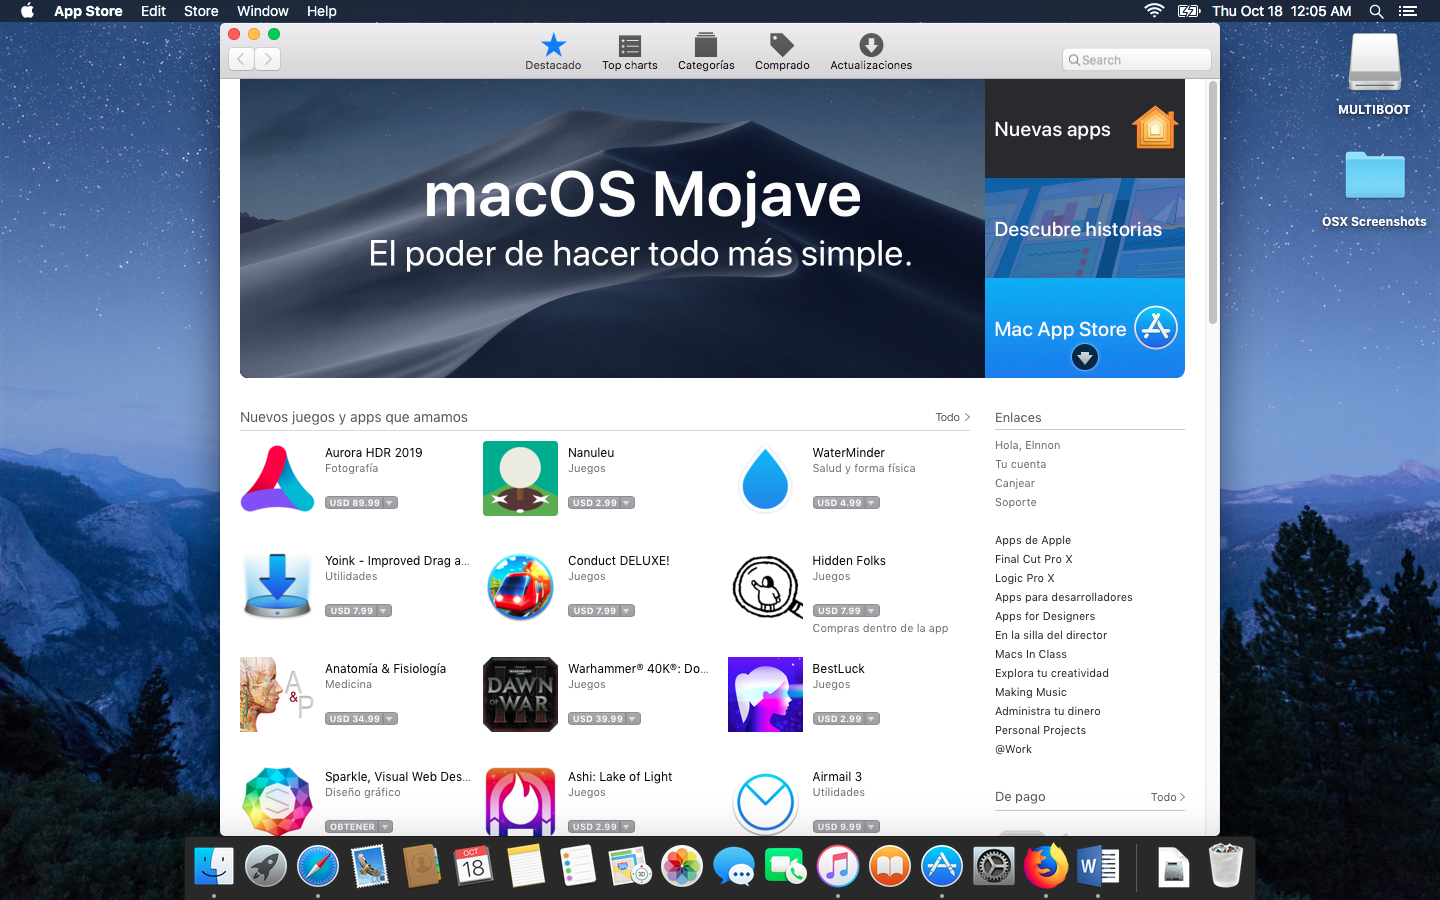 App Store Edit Store Window Help
Thu Oct 18 12:05 AM
Destacado Top charts Categorías Comprado Actualizaciones
Search
MULTIBOOT
OSX Screenshots
macOS Mojave
El poder de hacer todo más simple.
Nuevas apps
Descubre historias
Mac App Store
Nuevos juegos y apps que amamos
Todo
Aurora HDR 2019
Fotografía
USD 89.99
Nanuleu
Juegos
USD 2.99
WaterMinder
Salud y forma física
USD 4.99
Yoink - Improved Drag a...
Utilidades
USD 7.99
Conduct DELUXE!
Juegos
USD 7.99
Hidden Folks
Juegos
USD 7.99
Compras dentro de la app
A
&
P
Anatomía & Fisiología
Medicina
USD 34.99
DAWN
OF WAR
III
Warhammer® 40K®: Do...
Juegos
USD 39.99
BestLuck
Juegos
USD 2.99
Sparkle, Visual Web Des...
Diseño gráfico
OBTENER
Ashi: Lake of Light
Juegos
USD 2.99
Airmail 3
Utilidades
USD 9.99
Enlaces
Hola, Elnnon
Tu cuenta
Canjear
Soporte
Apps de Apple
Final Cut Pro X
Logic Pro X
Apps para desarrolladores
Apps for Designers
En la silla del director
Macs In Class
Explora tu creatividad
Making Music
Administra tu dinero
Personal Projects
@Work
De pago
Todo
OCT
18
3D
W